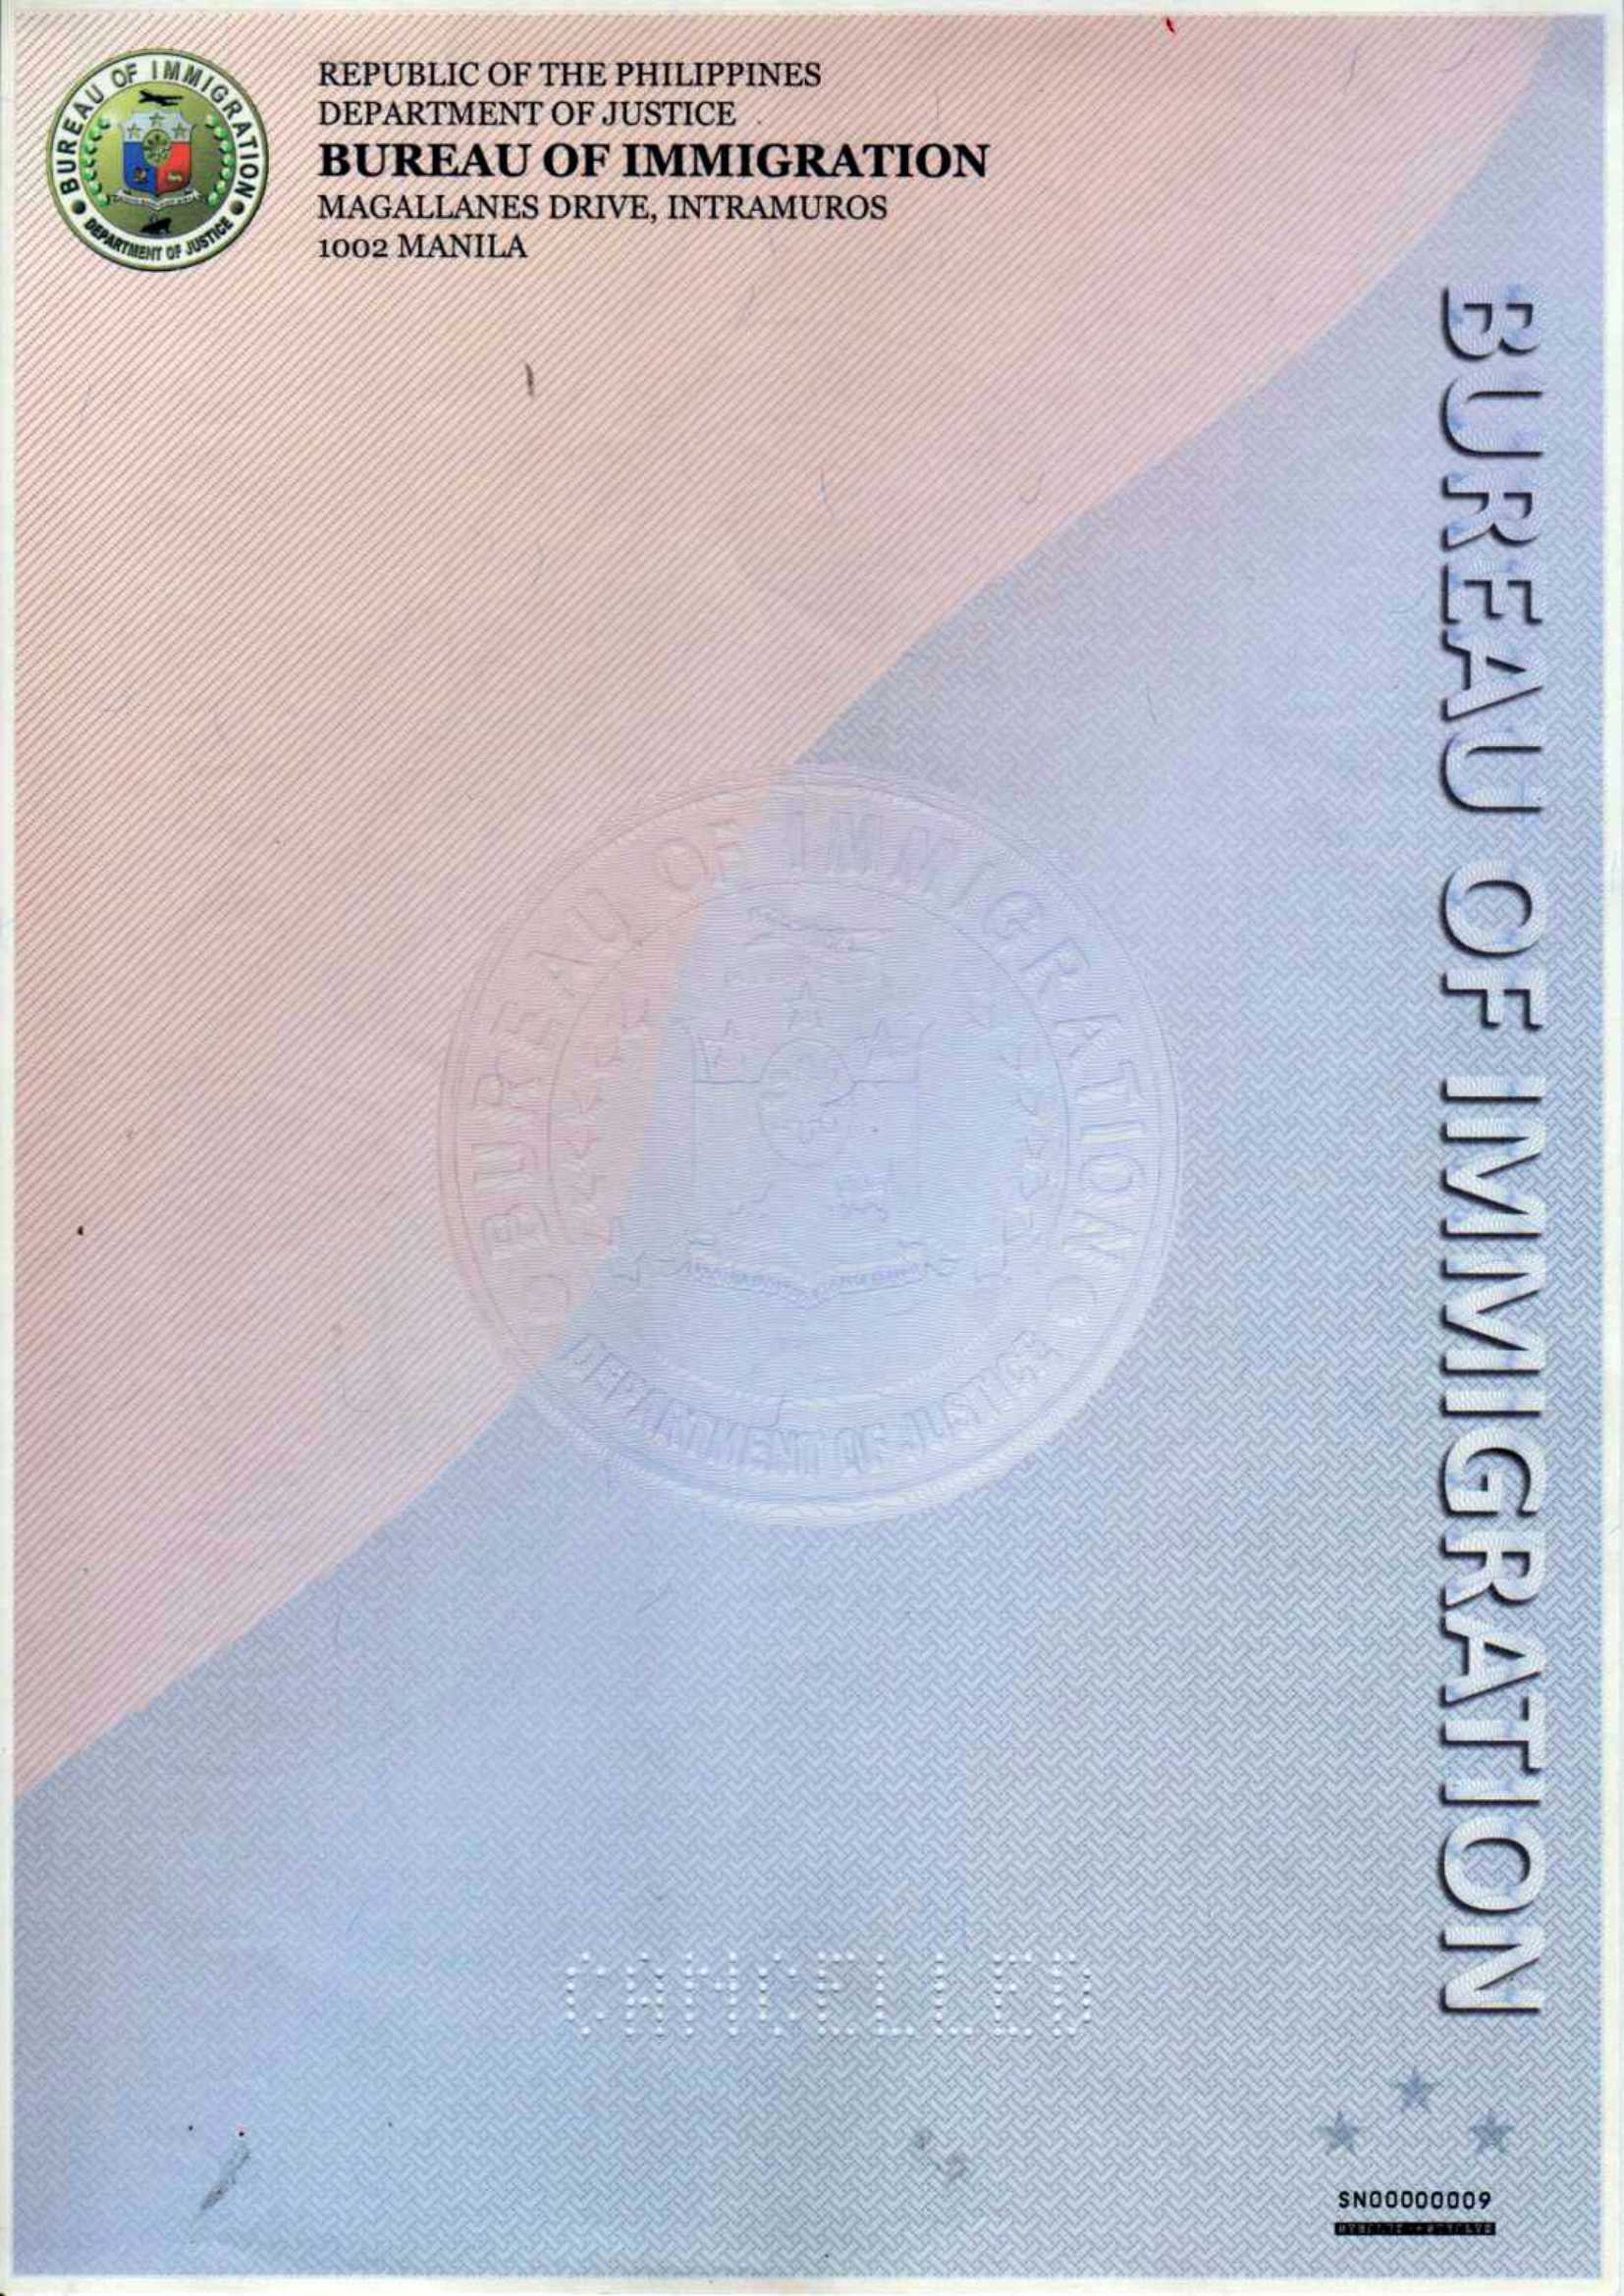 BUREAU OF IMMIGRATION
DEPARTMENT OF JUSTICE
REPUBLIC OF THE PHILIPPINES
DEPARTMENT OF JUSTICE
BUREAU OF IMMIGRATION
MAGALLANES DRIVE, INTRAMUROS
1002 MANILA
BUREAU OF IMMIGRATION
BUREAU OF IMMIGRATION
DEPARTMENT OF JUSTICE
CANCELLED
SN00000009